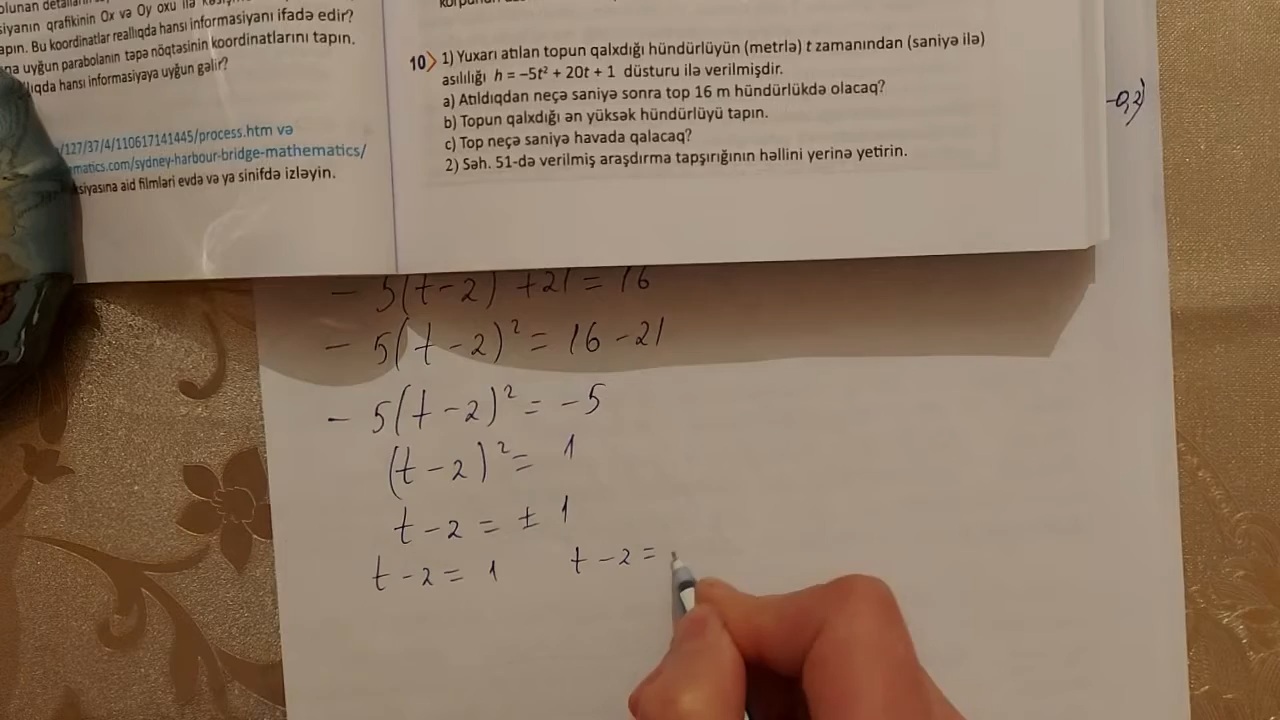 siyanın qrafikinin Ox və Oy oxu ilə
apın. Bu koordinatlar reallıqda hansı informasiyanı ifadə edir?
uyğun parabolanın təpə nöqtəsinin koordinatlarını tapın.
hansı informasiyaya uyğun gəlir?
/127/37/4/110617141445/process.htm və
matics.com/sydney-harbour-bridge-mathematics/
siyasına aid filmləri evdə və ya sinifdə izləyin.
10 1) Yuxarı atılan topun qalxdığı hündürlüyün (metrlə) t zamanından (saniyə ilə)
asılılığı h = –5t² + 20t + 1 düsturu ilə verilmişdir.
a) Atıldıqdan neçə saniyə sonra top 16 m hündürlükdə olacaq?
b) Topun qalxdığı ən yüksək hündürlüyü tapın.
c) Top neçə saniyə havada qalacaq?
2) Səh. 51-də verilmiş araşdırma tapşırığının həllini yerinə yetirin.
– 5(t – 2) + 21 = 16
– 5(t – 2)² = 16 – 21
– 5(t – 2)² = – 5
(t – 2)² = 1
t – 2 = ± 1
t – 2 = 1 t – 2 =